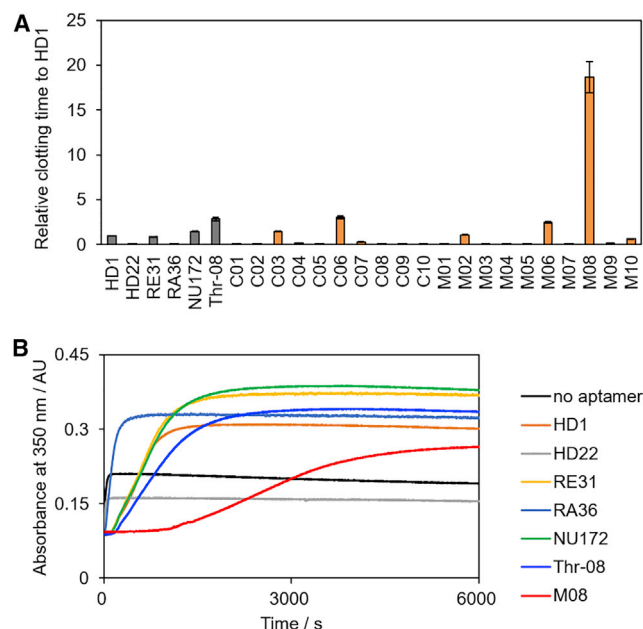 A
Relative clotting time to HD1
25
20
15
10
5
0
HD1
HD22
RE31
RA36
NU172
Thr-08
C01
C02
C03
C04
C05
C06
C07
C08
C09
C10
M01
M02
M03
M04
M05
M06
M07
M08
M09
M10
B
Absorbance at 350 nm / AU
0.45
0.3
0.15
0
0
3000
6000
Time / s
no aptamer
HD1
HD22
RE31
RA36
NU172
Thr-08
M08